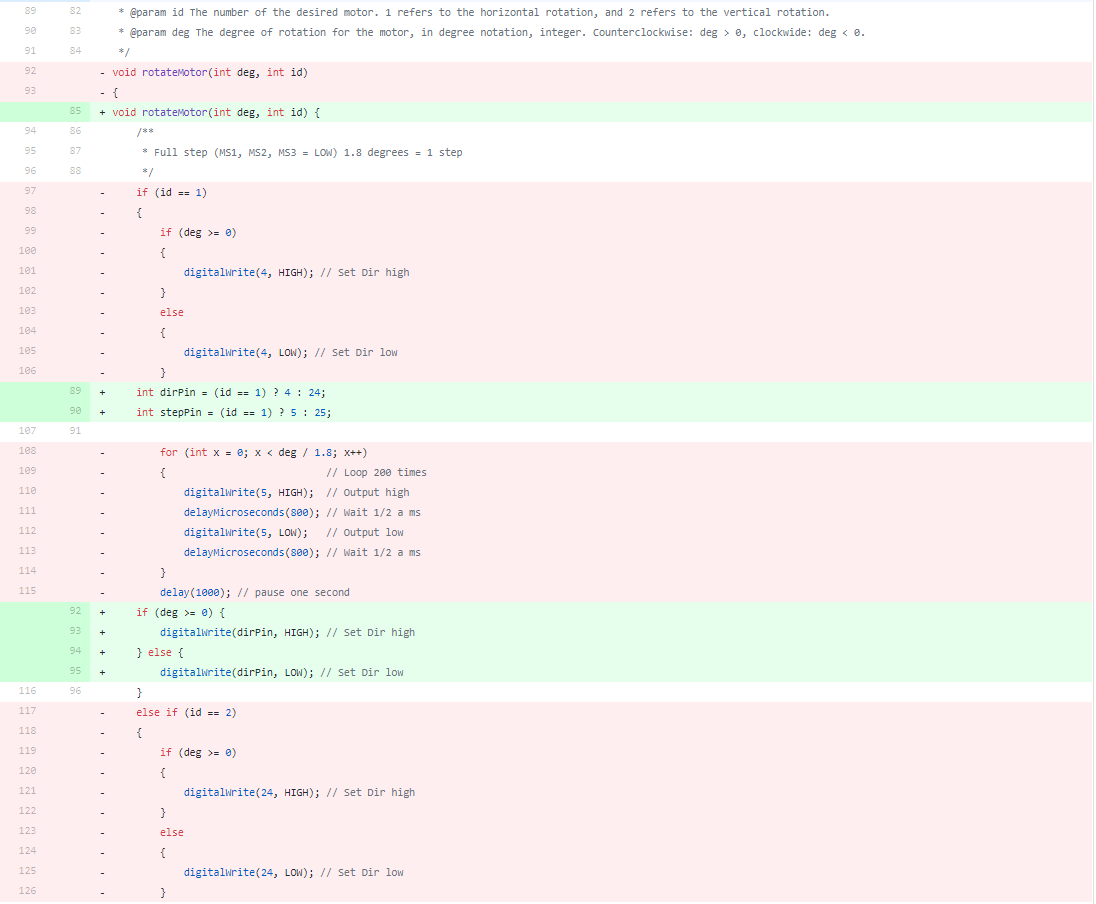 89 82 * @param id The number of the desired motor. 1 refers to the horizontal rotation, and 2 refers to the vertical rotation.
90 83 * @param deg The degree of rotation for the motor, in degree notation, integer. Counterclockwise: deg > 0, clockwide: deg < 0.
91 84 */
92 - void rotateMotor(int deg, int id)
93 - {
85 + void rotateMotor(int deg, int id) {
94 86 /**
95 87 * Full step (MS1, MS2, MS3 = LOW) 1.8 degrees = 1 step
96 88 */
97 - if (id == 1)
98 - {
99 - if (deg >= 0)
100 - {
101 - digitalWrite(4, HIGH); // Set Dir high
102 - }
103 - else
104 - {
105 - digitalWrite(4, LOW); // Set Dir low
106 - }
89 + int dirPin = (id == 1) ? 4 : 24;
90 + int stepPin = (id == 1) ? 5 : 25;
107 91
108 - for (int x = 0; x < deg / 1.8; x++)
109 - { // Loop 200 times
110 - digitalWrite(5, HIGH); // Output high
111 - delayMicroseconds(800); // Wait 1/2 a ms
112 - digitalWrite(5, LOW); // Output low
113 - delayMicroseconds(800); // Wait 1/2 a ms
114 - }
115 - delay(1000); // pause one second
92 + if (deg >= 0) {
93 + digitalWrite(dirPin, HIGH); // Set Dir high
94 + } else {
95 + digitalWrite(dirPin, LOW); // Set Dir low
116 96 }
117 - else if (id == 2)
118 - {
119 - if (deg >= 0)
120 - {
121 - digitalWrite(24, HIGH); // Set Dir high
122 - }
123 - else
124 - {
125 - digitalWrite(24, LOW); // Set Dir low
126 - }